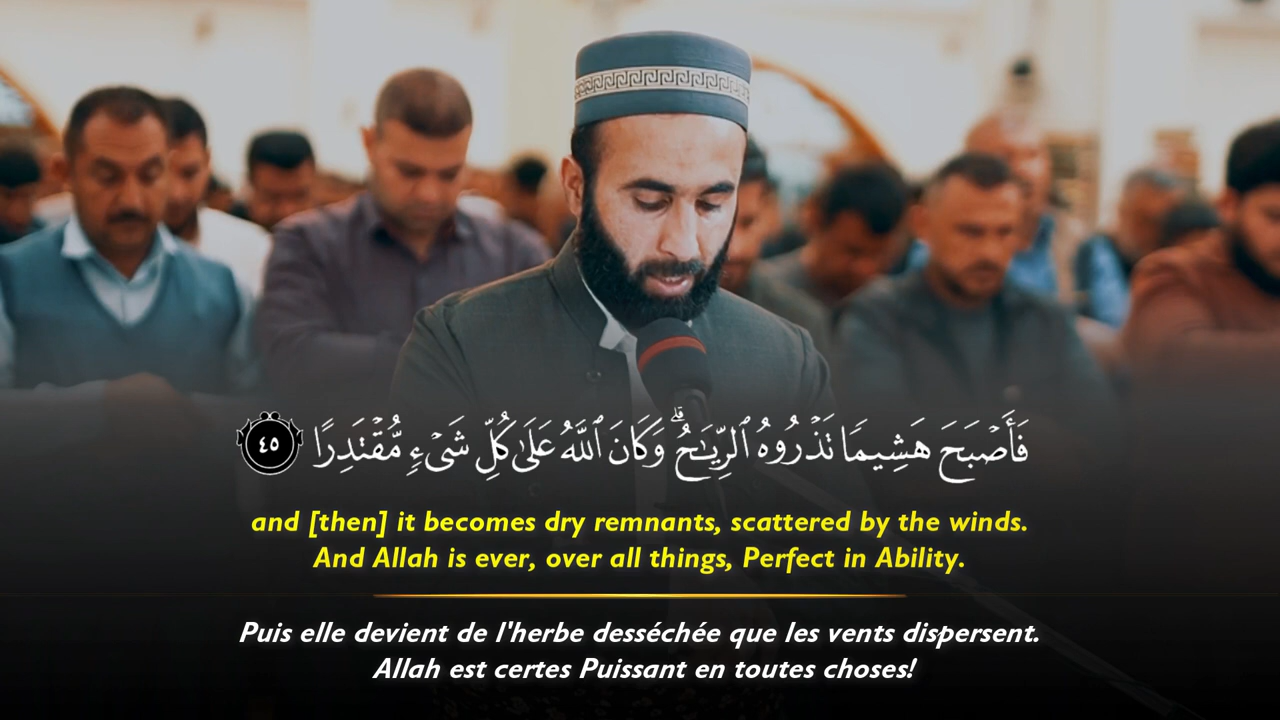 فَأَصْبَحَ هَشِيمًا تَذْرُوهُ ٱلرِّيَـٰحُ ۗ وَكَانَ ٱللَّهُ عَلَىٰ كُلِّ شَىْءٍ مُّقْتَدِرًا ٤٥
and [then] it becomes dry remnants, scattered by the winds.
And Allah is ever, over all things, Perfect in Ability.
Puis elle devient de l'herbe desséchée que les vents dispersent.
Allah est certes Puissant en toutes choses!